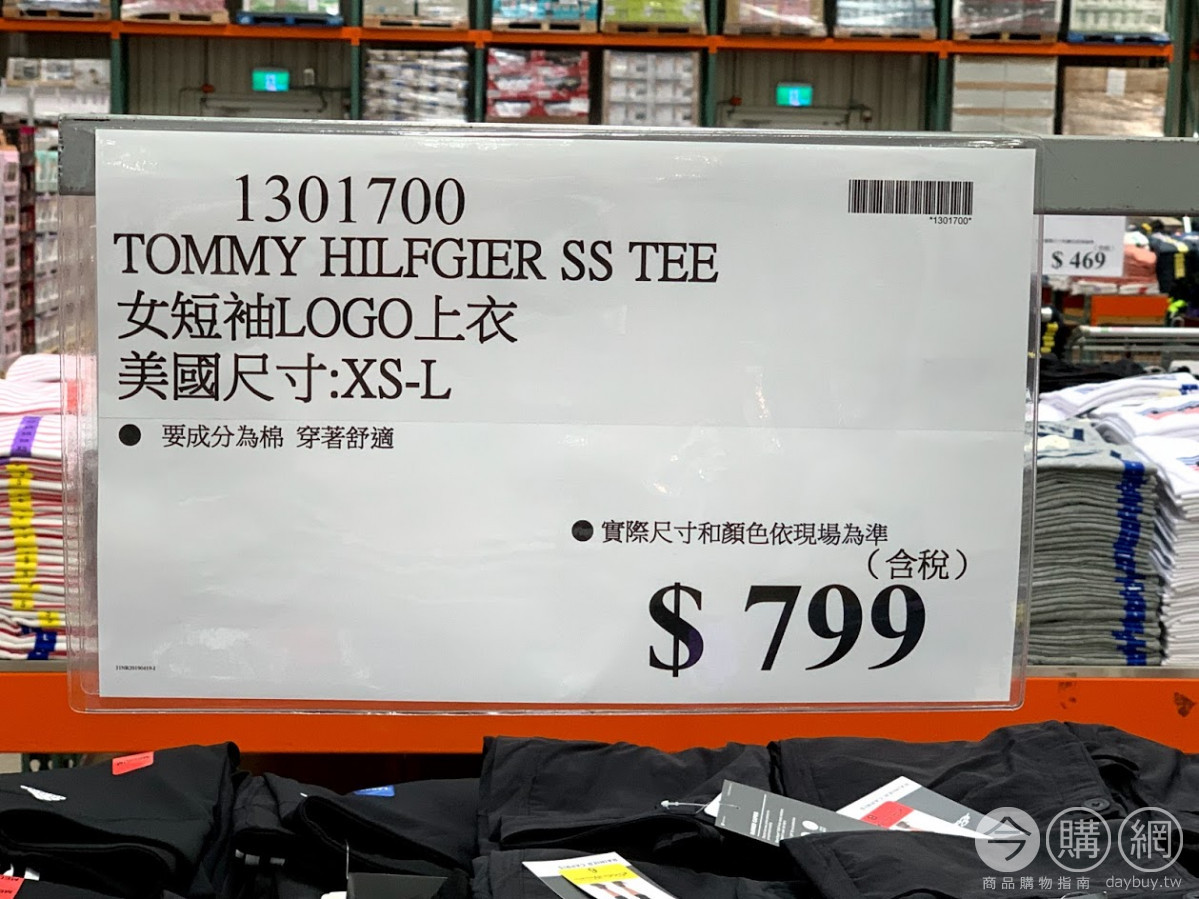 1301700
*1301700*
TOMMY HILFGIER SS TEE
女短袖LOGO上衣
美國尺寸:XS-L
● 要成分為棉 穿著舒適
● 實際尺寸和顏色依現場為準
(含稅)
$ 799
$ 469
今購網
商品購物指南 daybuy.tw